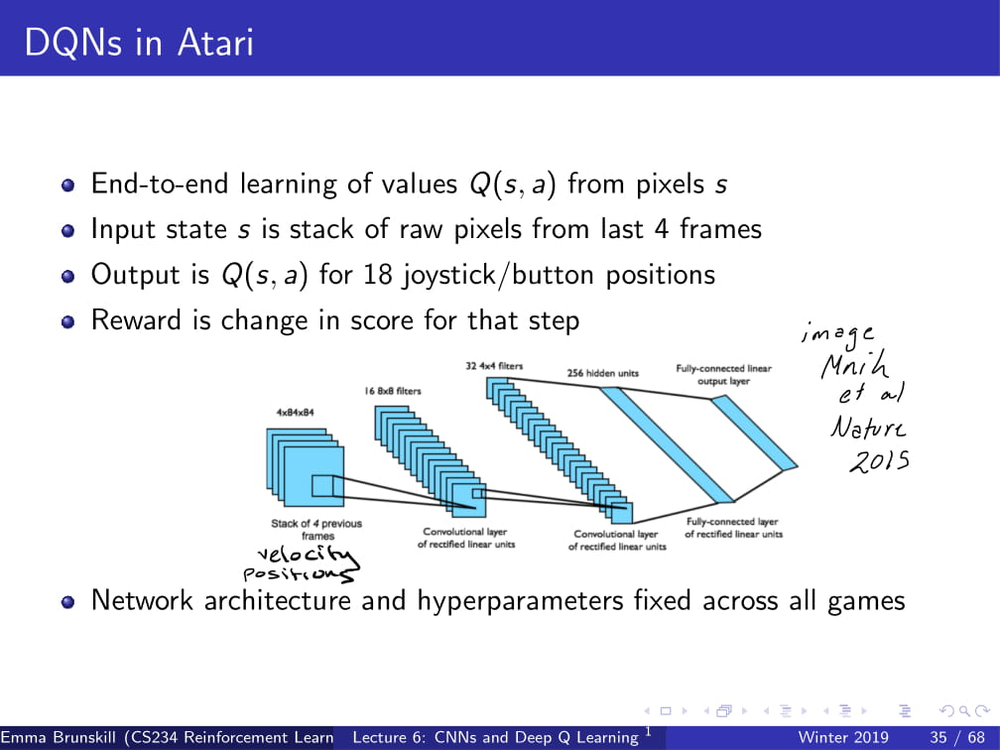 DQNs in Atari
End-to-end learning of values Q(s, a) from pixels s
Input state s is stack of raw pixels from last 4 frames
Output is Q(s, a) for 18 joystick/button positions
Reward is change in score for that step
image
Mnih
et al
Nature
2015
32 4x4 filters
256 hidden units
Fully-connected linear
output layer
16 8x8 filters
4x84x84
Stack of 4 previous
frames
Convolutional layer
of rectified linear units
Convolutional layer
of rectified linear units
Fully-connected layer
of rectified linear units
velocity
positions
Network architecture and hyperparameters fixed across all games
Emma Brunskill (CS234 Reinforcement Learn
Lecture 6: CNNs and Deep Q Learning 1
Winter 2019
35 / 68